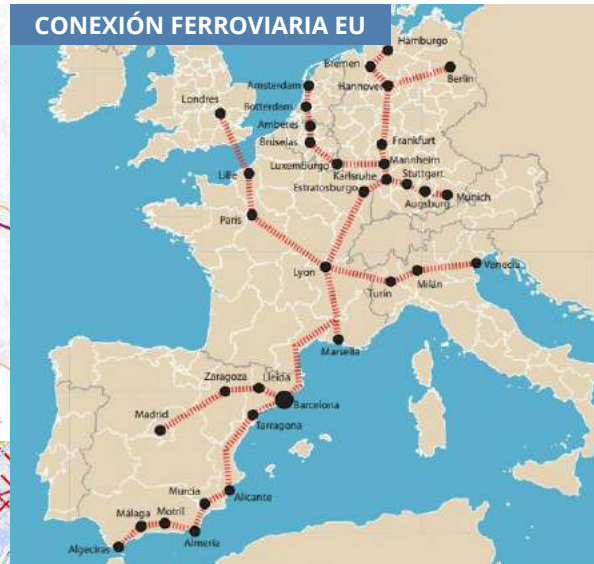 CONEXIÓN FERROVIARIA EU
Hamburgo
Bremen
Berlin
Hannover
Amsterdam
Rotterdam
Amberes
Bruselas
Londres
Frankfurt
Mannheim
Luxemburgo
Karlsruhe
Stuttgart
Estratosburgo
Augsburg
Munich
Lille
Paris
Lyon
Venecia
Milán
Turin
Marsella
Zaragoza
Lleida
Barcelona
Madrid
Tarragona
Murcia
Alicante
Málaga
Motril
Almería
Algeciras